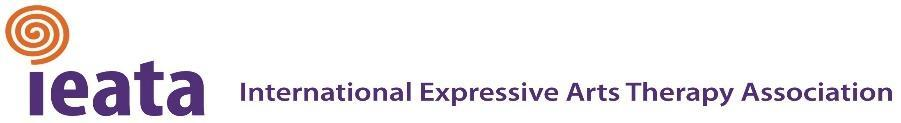 ieata
International Expressive Arts Therapy Association